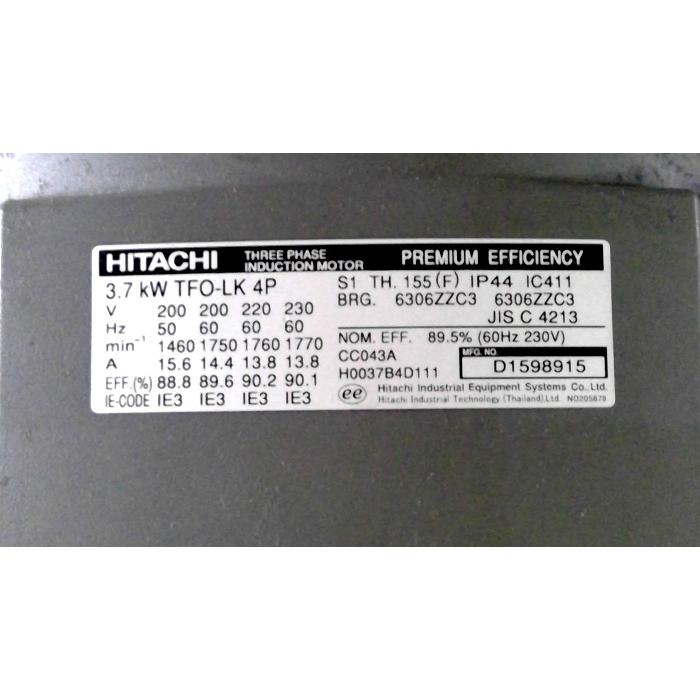 HITACHI THREE PHASE INDUCTION MOTOR PREMIUM EFFICIENCY
3.7 kW TFO-LK 4P
V 200 200 220 230
Hz 50 60 60 60
min⁻¹ 1460 1750 1760 1770
A 15.6 14.4 13.8 13.8
EFF.(%) 88.8 89.6 90.2 90.1
IE-CODE IE3 IE3 IE3 IE3
S1 TH. 155(F) IP44 IC411
BRG. 6306ZZC3 6306ZZC3
JIS C 4213
NOM. EFF. 89.5% (60Hz 230V)
CC043A
H0037B4D111
MFG. NO.
D1598915
ee
Hitachi Industrial Equipment Systems Co., Ltd.
Hitachi Industrial Technology (Thailand),Ltd. ND205878